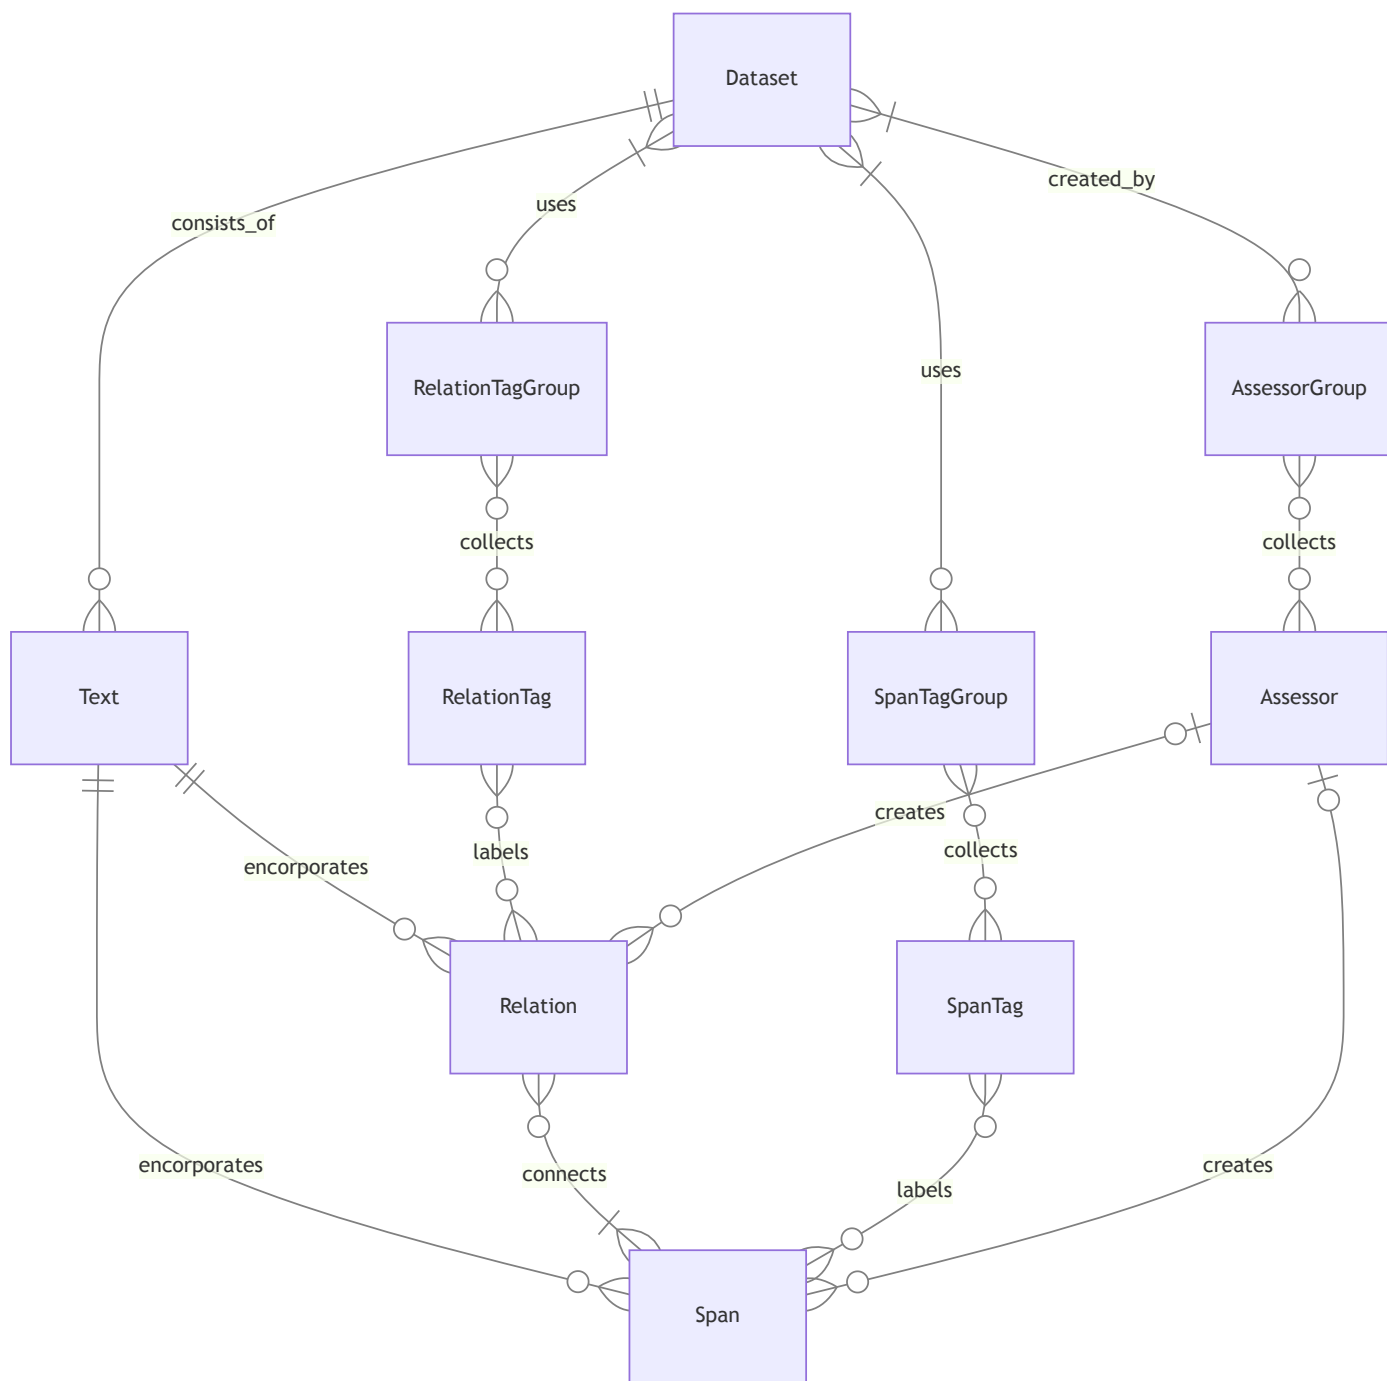 Dataset
created_by
uses
consists_of
uses
RelationTagGroup
AssessorGroup
collects
collects
Text
RelationTag
SpanTagGroup
Assessor
creates
labels
collects
encorporates
Relation
SpanTag
encorporates
connects
labels
creates
Span